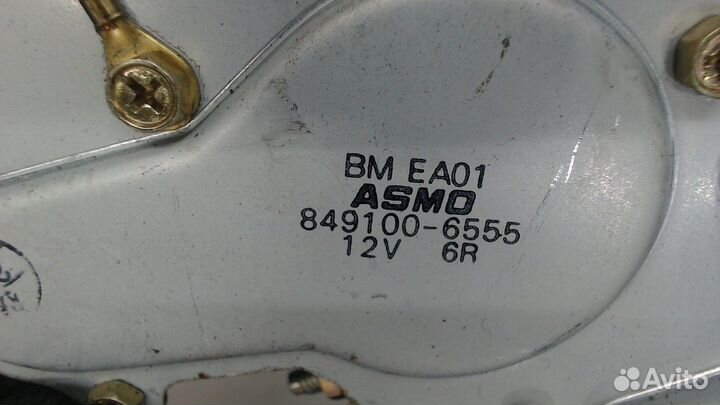 BM EA01
ASMO
849100-6555
12V 6R
Avito